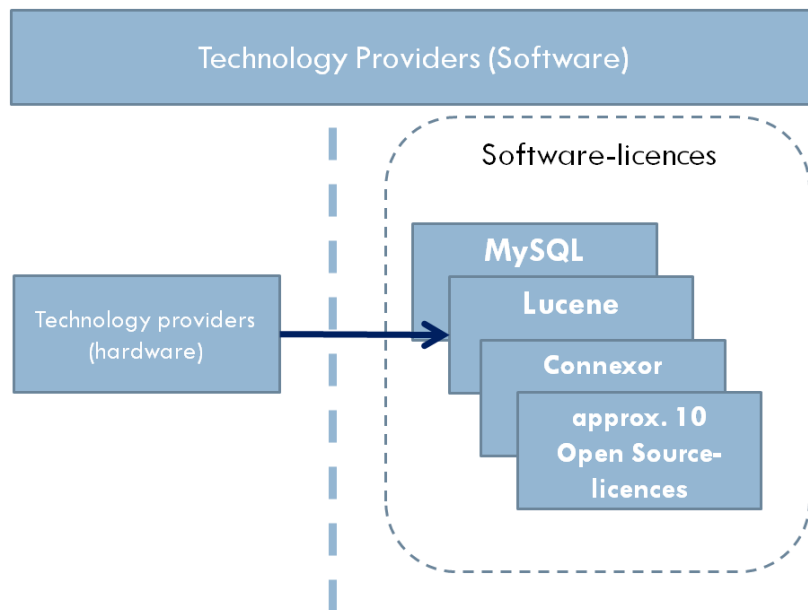 Technology Providers (Software)
Software-licences
MySQL
Lucene
Technology providers
(hardware)
Connexor
approx. 10
Open Source-
licences